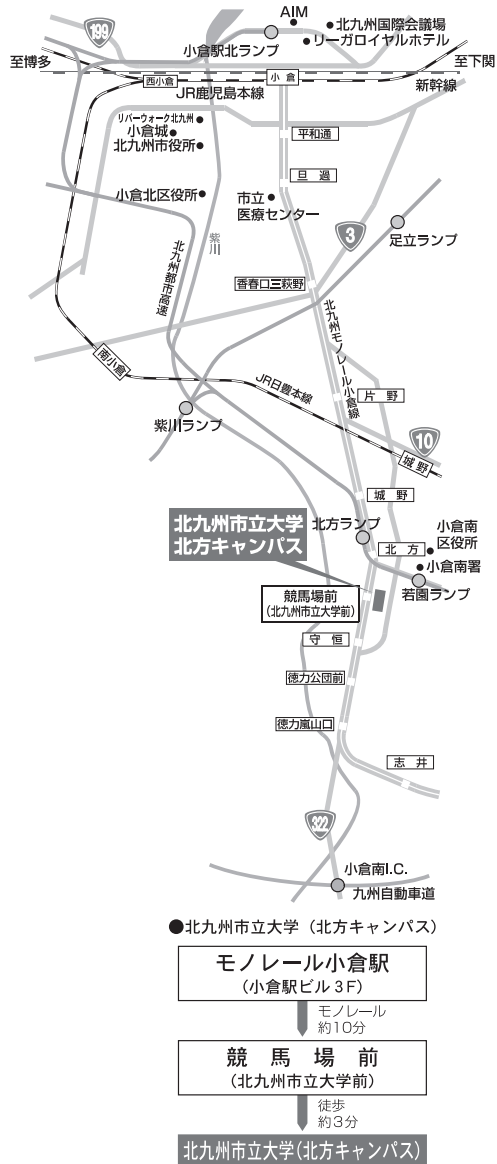 AIM
199
北九州国際会議場
小倉駅北ランプ
リーガロイヤルホテル
至博多
至下関
西小倉
小倉
新幹線
JR鹿児島本線
リバーウォーク北九州
小倉城
北九州市役所
平和通
旦過
小倉北区役所
市立
医療センター
紫川
3
足立ランプ
北九州都市高速
香春口三萩野
北九州モノレール小倉線
南小倉
JR日豊本線
片野
紫川ランプ
10
城野
城野
北九州市立大学
北方キャンパス
北方ランプ
小倉南
区役所
北方
小倉南署
若園ランプ
競馬場前
(北九州市立大学前)
守恒
徳力公団前
徳力嵐山口
志井
322
小倉南I.C.
九州自動車道
●北九州市立大学（北方キャンパス）
モノレール小倉駅
(小倉駅ビル3F)
モノレール
約10分
競馬場前
(北九州市立大学前)
徒歩
約3分
北九州市立大学(北方キャンパス)